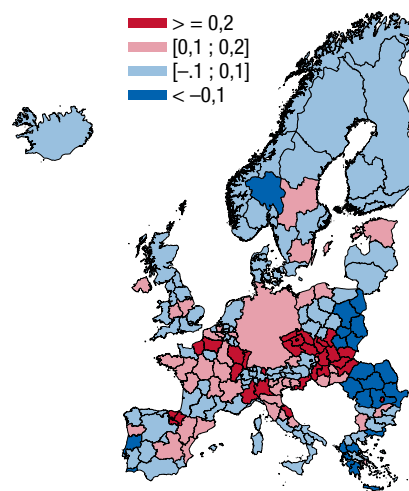 > = 0,2
[0,1 ; 0,2]
[–.1 ; 0,1]
< –0,1